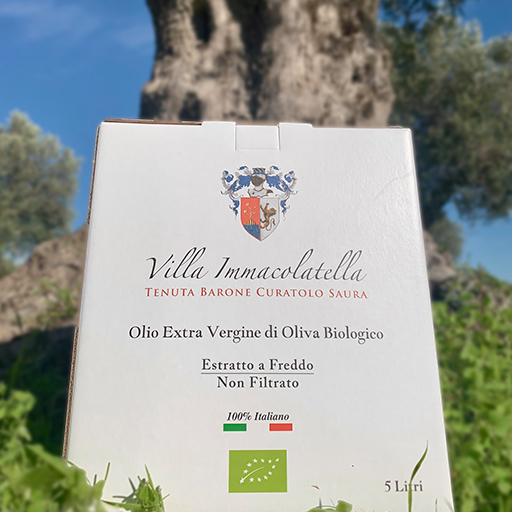 Villa Immacolatella
TENUTA BARONE CURATOLO SAURA
Olio Extra Vergine di Oliva Biologico
Estratto a Freddo
Non Filtrato
100% Italiano
5 Litri